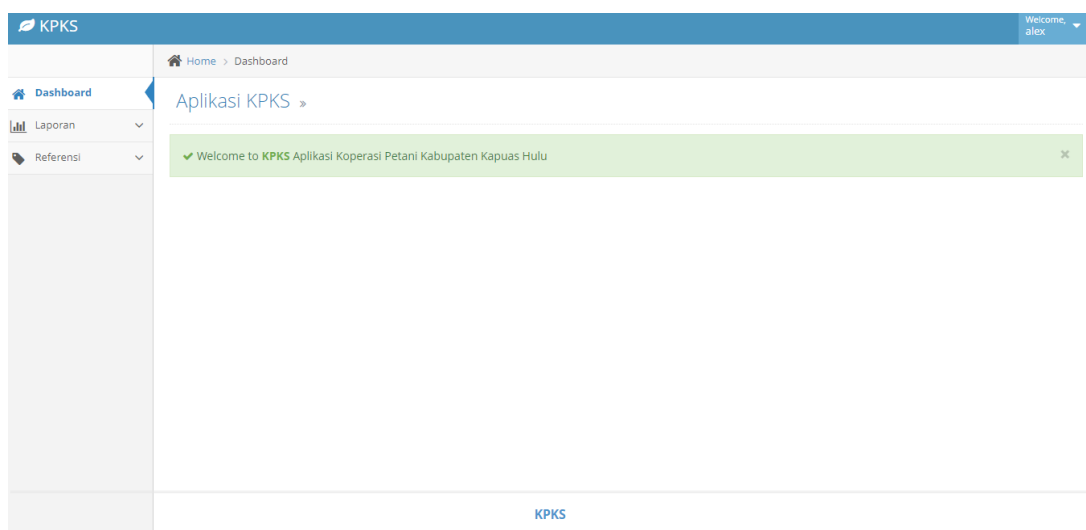 KPKS
Welcome,
alex
Home > Dashboard
Dashboard
Laporan
Referensi
Aplikasi KPKS »
Welcome to KPKS Aplikasi Koperasi Petani Kabupaten Kapuas Hulu
KPKS